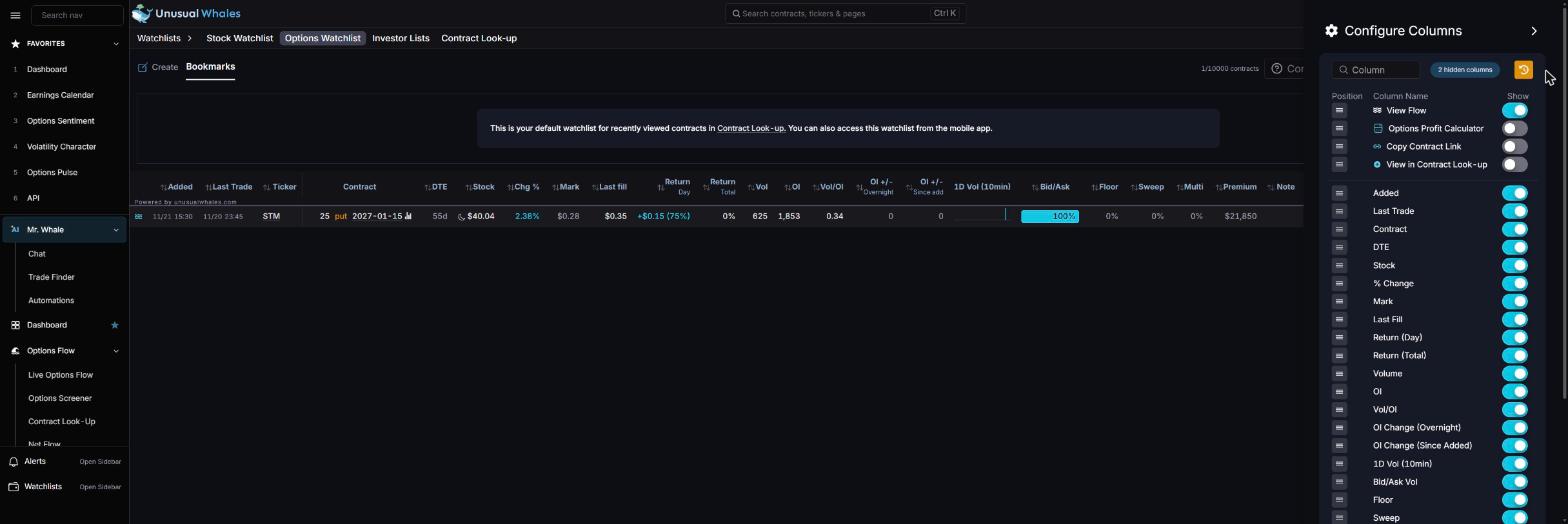 Search nav
Unusual Whales
Search contracts, tickers & pages
Ctrl K
FAVORITES
1 Dashboard
2 Earnings Calendar
3 Options Sentiment
4 Volatility Character
5 Options Pulse
6 API
AI Mr. Whale
Chat
Trade Finder
Automations
Dashboard
Options Flow
Live Options Flow
Options Screener
Contract Look-Up
Net Flow
Alerts Open Sidebar
Watchlists Open Sidebar
Watchlists Stock Watchlist Options Watchlist Investor Lists Contract Look-up
Create Bookmarks
1/10000 contracts
Con
This is your default watchlist for recently viewed contracts in Contract Look-up. You can also access this watchlist from the mobile app.
Added Last Trade Ticker Contract DTE Stock Chg % Mark Last fill Return Day Return Total Vol OI Vol/OI OI +/- Overnight OI +/- Since add 1D Vol (10min) Bid/Ask Floor Sweep Multi Premium Note
Powered by unusualwhales.com
11/21 15:30 11/20 23:45 STM 25 put 2027-01-15 55d $40.04 2.38% $0.28 $0.35 +$0.15 (75%) 0% 625 1,853 0.34 0 0 100% 0% 0% 0% $21,850
Configure Columns
Column
2 hidden columns
Position Column Name Show
View Flow
Options Profit Calculator
Copy Contract Link
View in Contract Look-up
Added
Last Trade
Contract
DTE
Stock
% Change
Mark
Last Fill
Return (Day)
Return (Total)
Volume
OI
Vol/OI
OI Change (Overnight)
OI Change (Since Added)
1D Vol (10min)
Bid/Ask Vol
Floor
Sweep